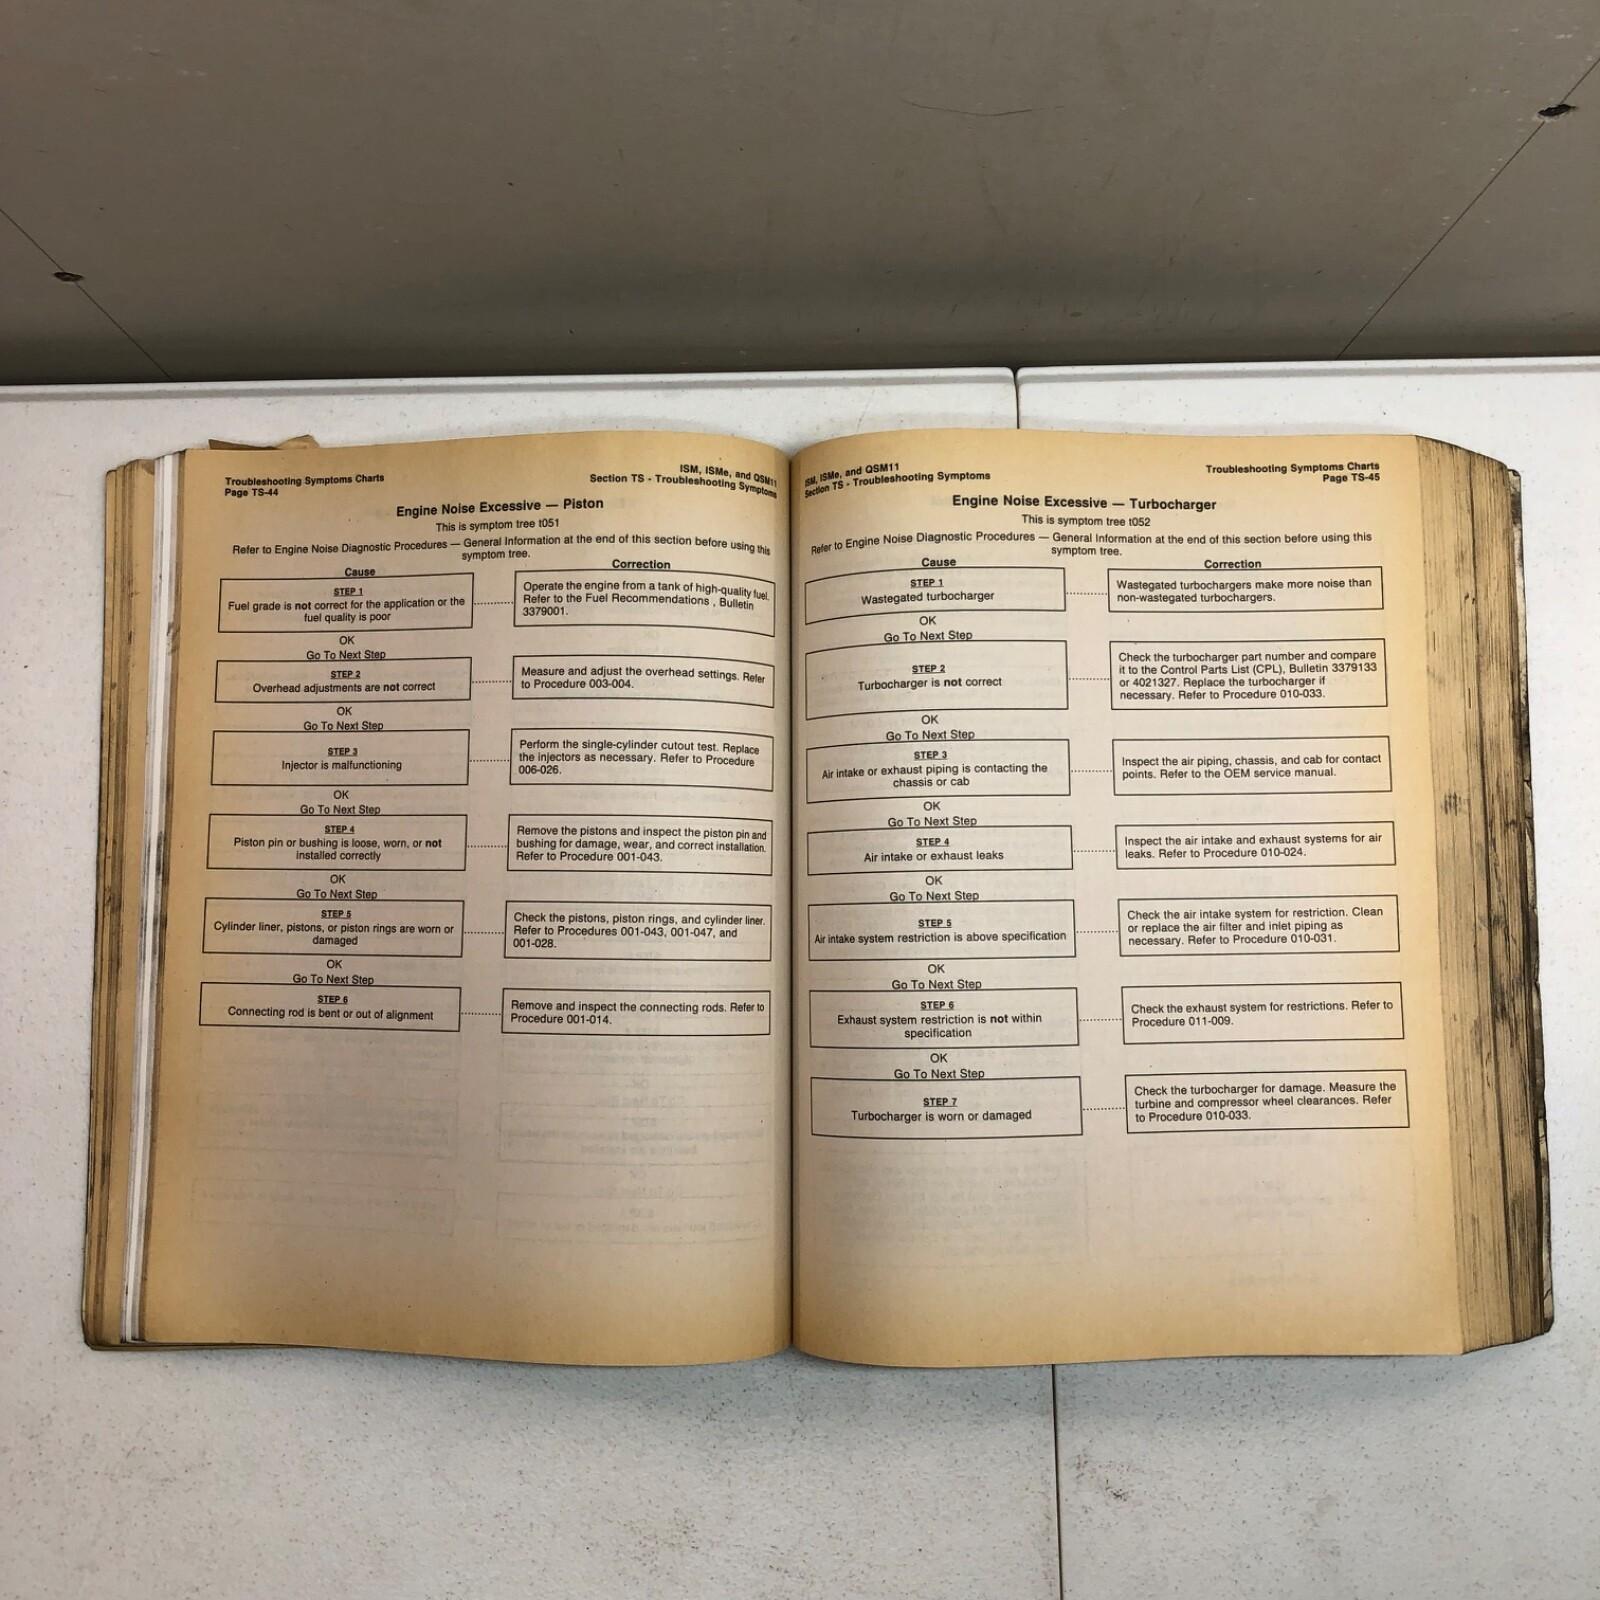 Troubleshooting Symptoms Charts
Page TS-44
ISM, ISMe, and QSM11
Section TS - Troubleshooting Symptoms
Engine Noise Excessive — Piston
This is symptom tree t051
Refer to Engine Noise Diagnostic Procedures — General Information at the end of this section before using this
symptom tree.
Cause
Correction
STEP 1
Fuel grade is not correct for the application or the
fuel quality is poor
Operate the engine from a tank of high-quality fuel.
Refer to the Fuel Recommendations , Bulletin
3379001.
OK
Go To Next Step
STEP 2
Overhead adjustments are not correct
Measure and adjust the overhead settings. Refer
to Procedure 003-004.
OK
Go To Next Step
STEP 3
Injector is malfunctioning
Perform the single-cylinder cutout test. Replace
the injectors as necessary. Refer to Procedure
006-026.
OK
Go To Next Step
STEP 4
Piston pin or bushing is loose, worn, or not
installed correctly
Remove the pistons and inspect the piston pin and
bushing for damage, wear, and correct installation.
Refer to Procedure 001-043.
OK
Go To Next Step
STEP 5
Cylinder liner, pistons, or piston rings are worn or
damaged
Check the pistons, piston rings, and cylinder liner.
Refer to Procedures 001-043, 001-047, and
001-028.
OK
Go To Next Step
STEP 6
Connecting rod is bent or out of alignment
Remove and inspect the connecting rods. Refer to
Procedure 001-014.
ISM, ISMe, and QSM11
Section TS - Troubleshooting Symptoms
Troubleshooting Symptoms Charts
Page TS-45
Engine Noise Excessive — Turbocharger
This is symptom tree t052
Refer to Engine Noise Diagnostic Procedures — General Information at the end of this section before using this
symptom tree.
Cause
Correction
STEP 1
Wastegated turbocharger
Wastegated turbochargers make more noise than
non-wastegated turbochargers.
OK
Go To Next Step
STEP 2
Turbocharger is not correct
Check the turbocharger part number and compare
it to the Control Parts List (CPL), Bulletin 3379133
or 4021327. Replace the turbocharger if
necessary. Refer to Procedure 010-033.
OK
Go To Next Step
STEP 3
Air intake or exhaust piping is contacting the
chassis or cab
Inspect the air piping, chassis, and cab for contact
points. Refer to the OEM service manual.
OK
Go To Next Step
STEP 4
Air intake or exhaust leaks
Inspect the air intake and exhaust systems for air
leaks. Refer to Procedure 010-024.
OK
Go To Next Step
STEP 5
Air intake system restriction is above specification
Check the air intake system for restriction. Clean
or replace the air filter and inlet piping as
necessary. Refer to Procedure 010-031.
OK
Go To Next Step
STEP 6
Exhaust system restriction is not within
specification
Check the exhaust system for restrictions. Refer to
Procedure 011-009.
OK
Go To Next Step
STEP 7
Turbocharger is worn or damaged
Check the turbocharger for damage. Measure the
turbine and compressor wheel clearances. Refer
to Procedure 010-033.